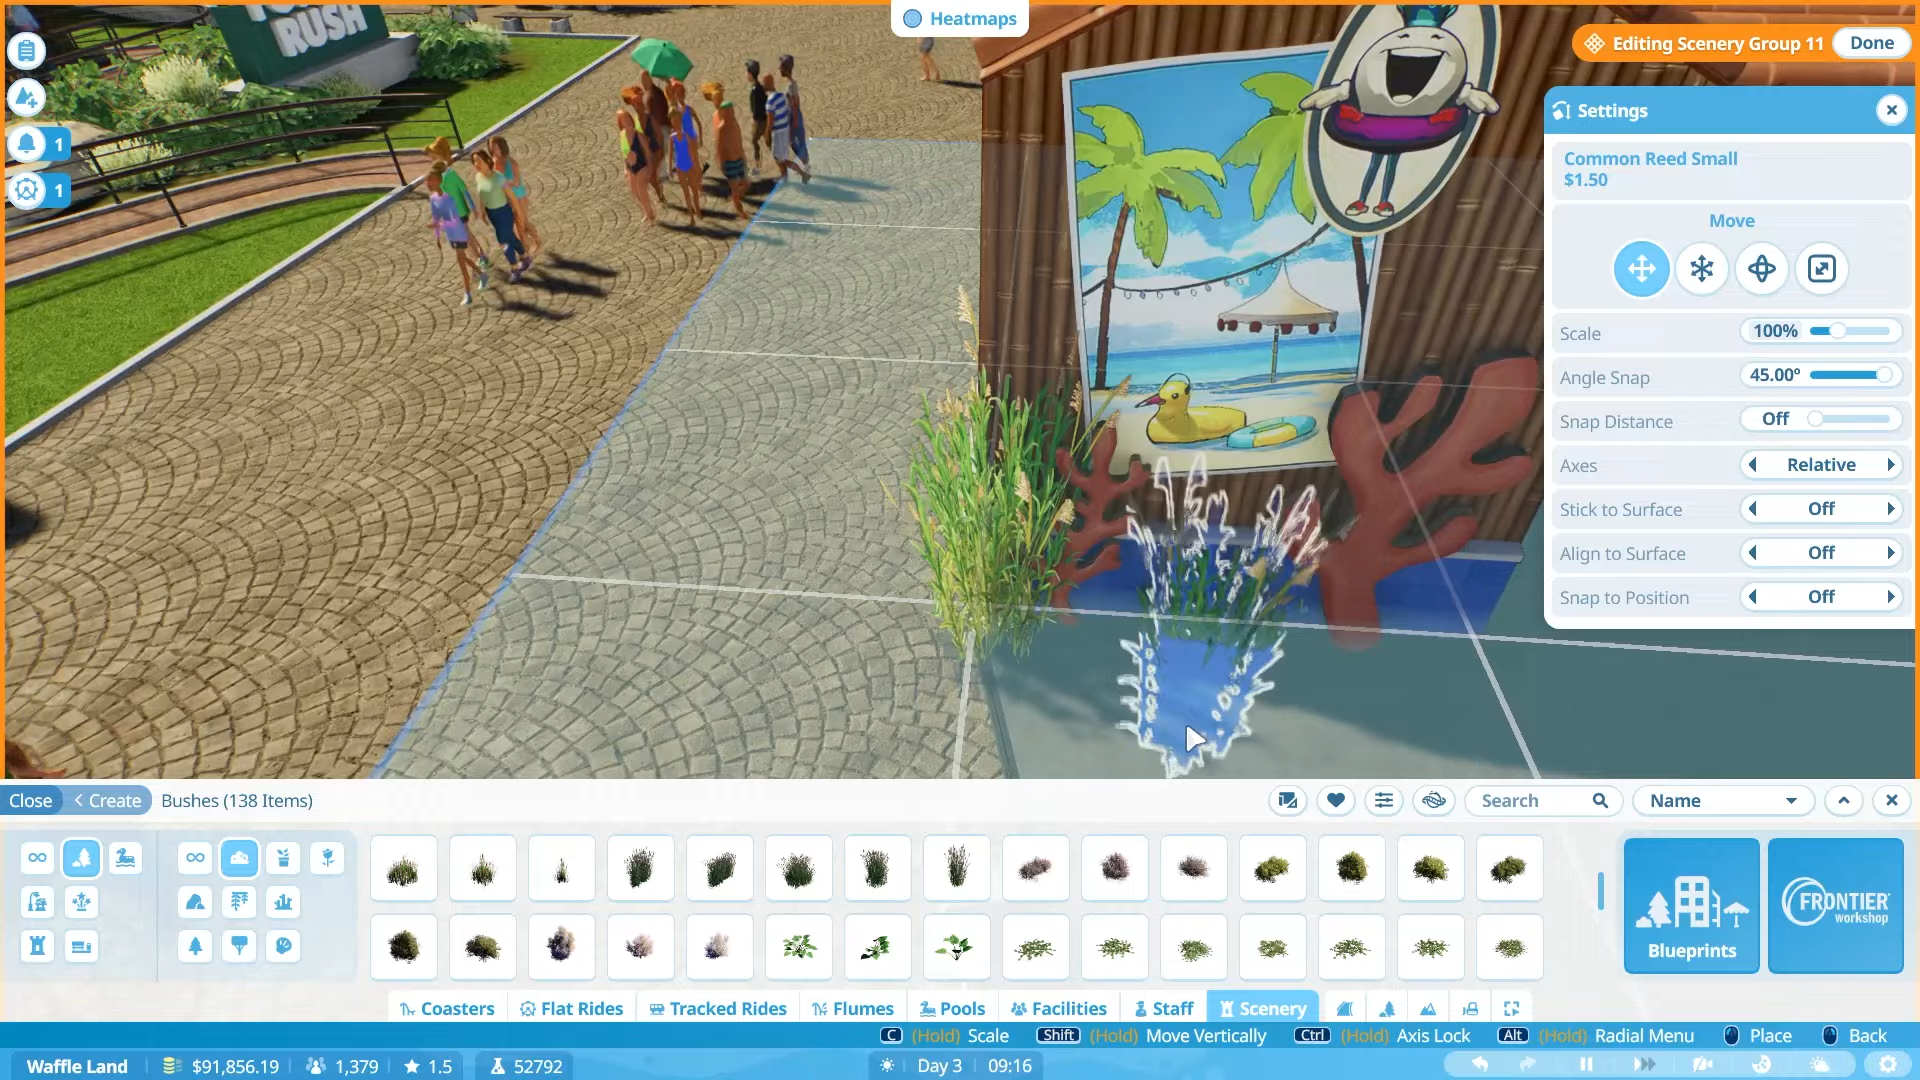 Heatmaps
RUSH
1
1
Editing Scenery Group 11
Done
Settings
Common Reed Small
$1.50
Move
Scale
100%
Angle Snap
45.00°
Snap Distance
Off
Axes
Relative
Stick to Surface
Off
Align to Surface
Off
Snap to Position
Off
Close
Create
Bushes (138 Items)
Search
Name
Blueprints
FRONTIER
workshop
Coasters
Flat Rides
Tracked Rides
Flumes
Pools
Facilities
Staff
Scenery
C (Hold) Scale
Shift (Hold) Move Vertically
Ctrl (Hold) Axis Lock
Alt (Hold) Radial Menu
Place
Back
Waffle Land
$91,856.19
1,379
1.5
52792
Day 3
09:16